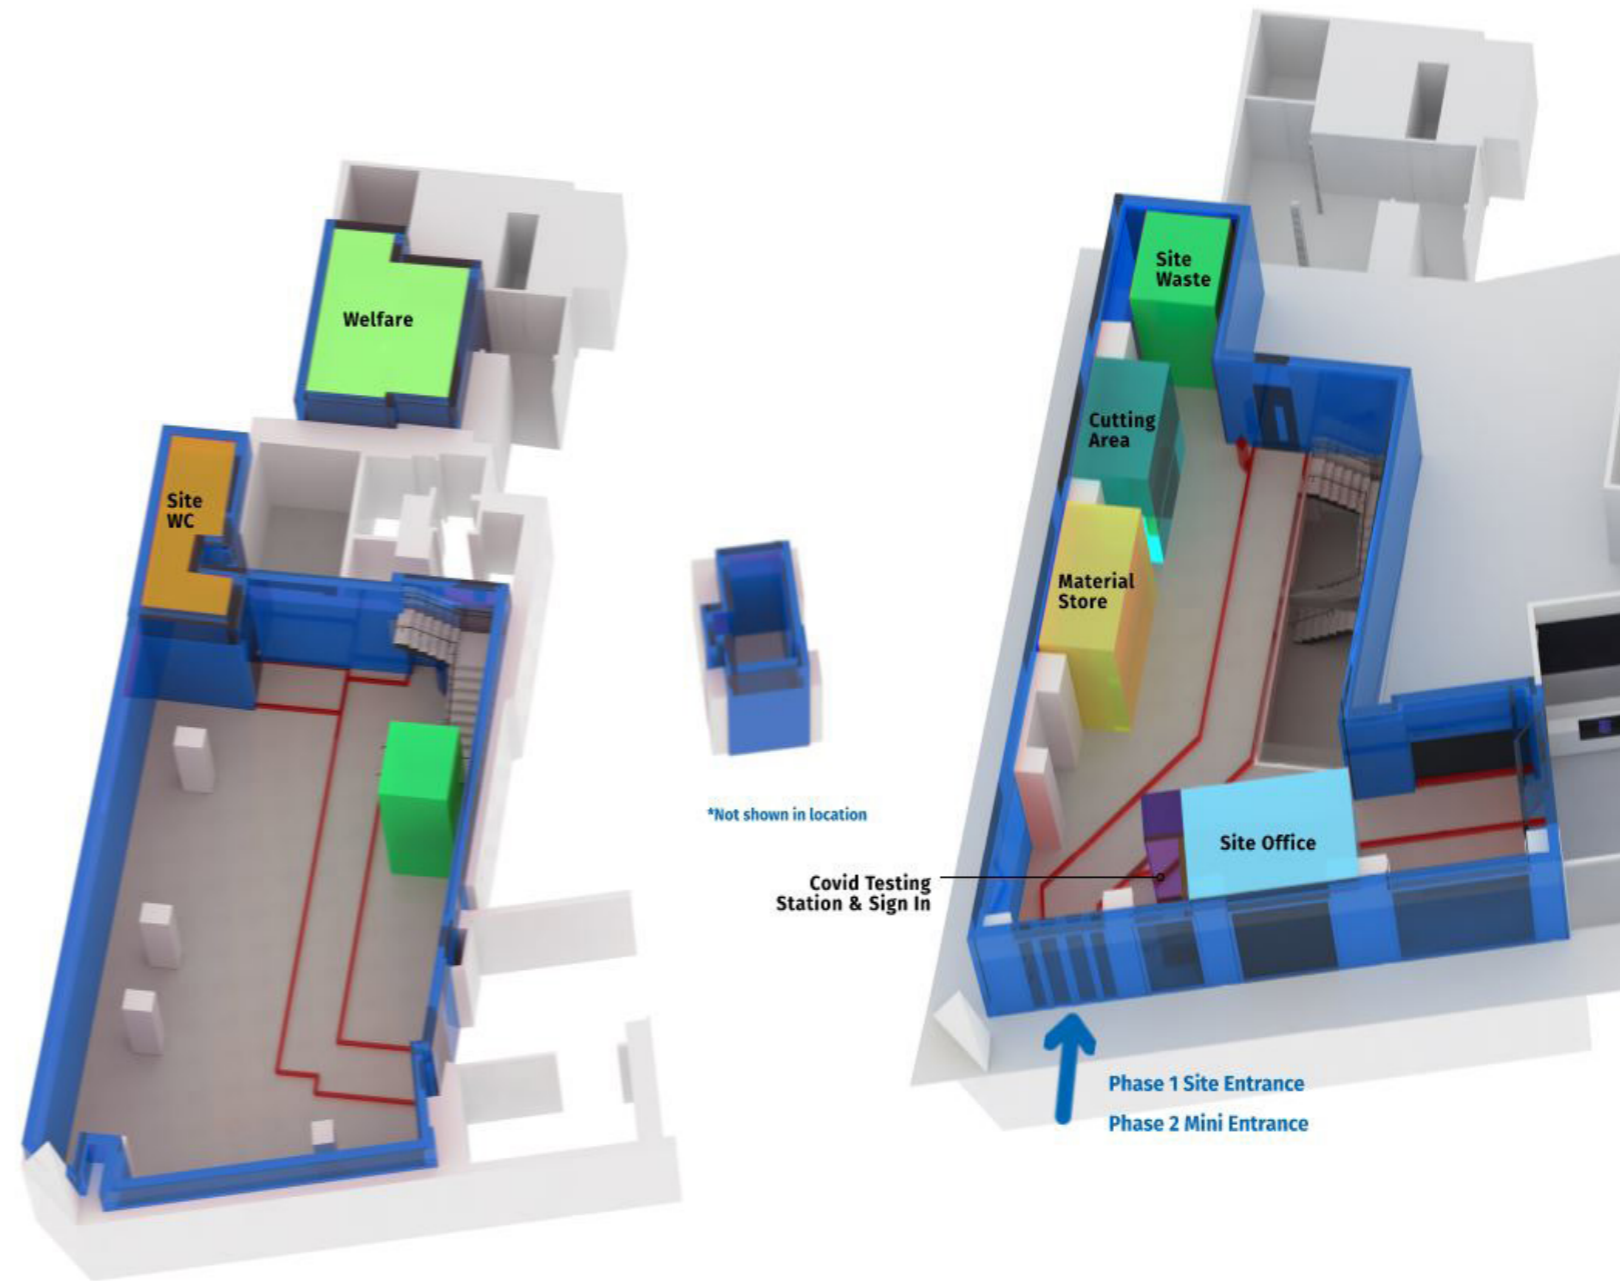 Welfare
Site
WC
*Not shown in location
Site
Waste
Cutting
Area
Material
Store
Site Office
Covid Testing
Station & Sign In
Phase 1 Site Entrance
Phase 2 Mini Entrance